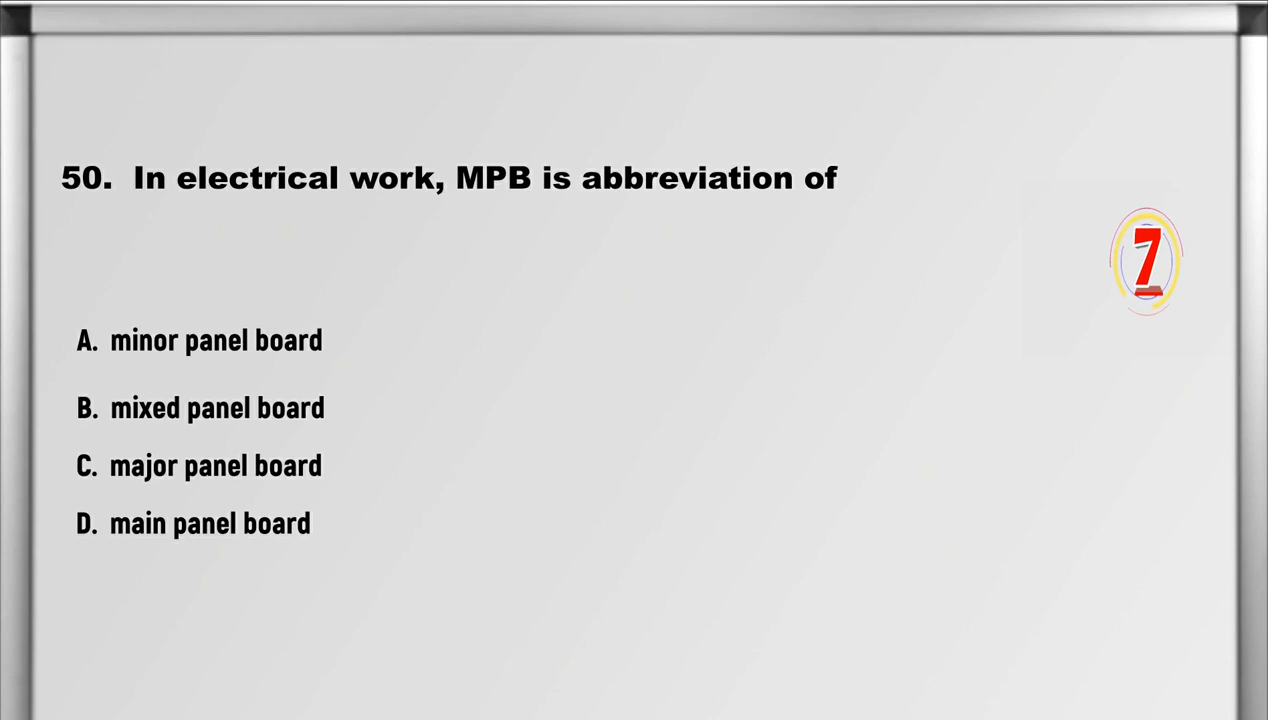 50. In electrical work, MPB is abbreviation of
7
A. minor panel board
B. mixed panel board
C. major panel board
D. main panel board